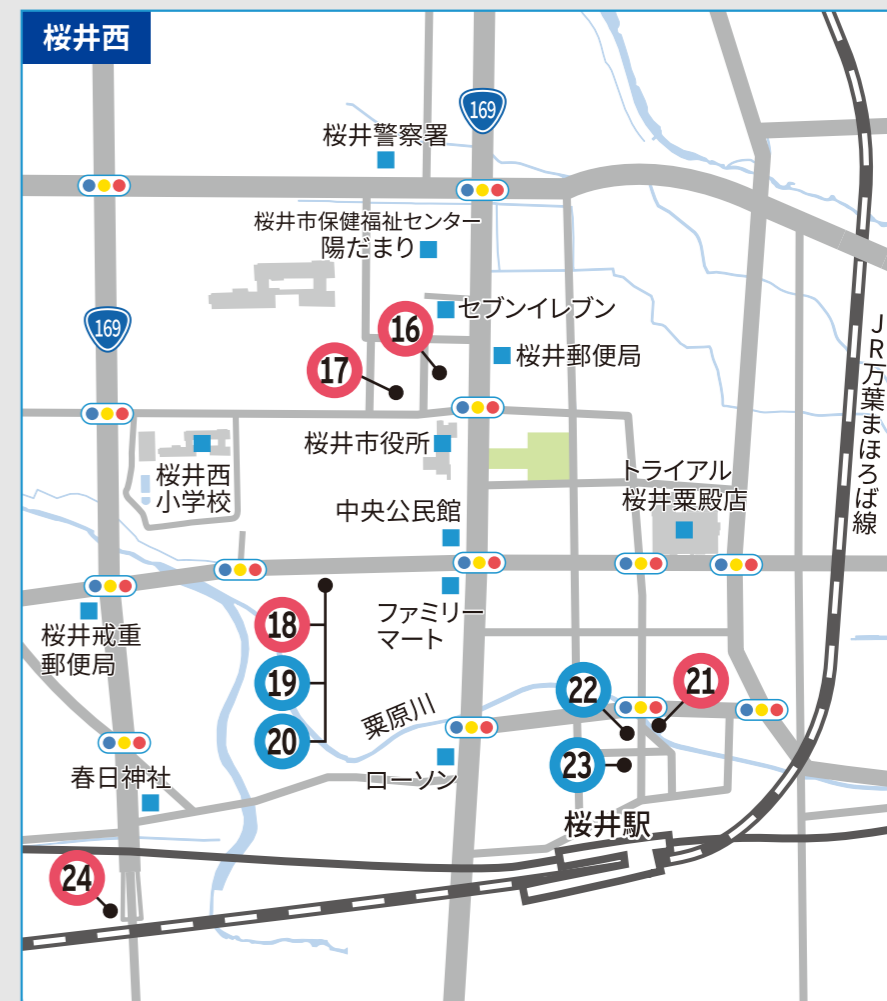 桜井西
169
桜井警察署
桜井市保健福祉センター
陽だまり
セブンイレブン
169
16
桜井郵便局
17
JR万葉まほろば線
桜井市役所
桜井西
小学校
トライアル
桜井粟殿店
中央公民館
ファミリー
マート
桜井戒重
郵便局
18
19
20
粟原川
22
21
23
ローソン
春日神社
桜井駅
24